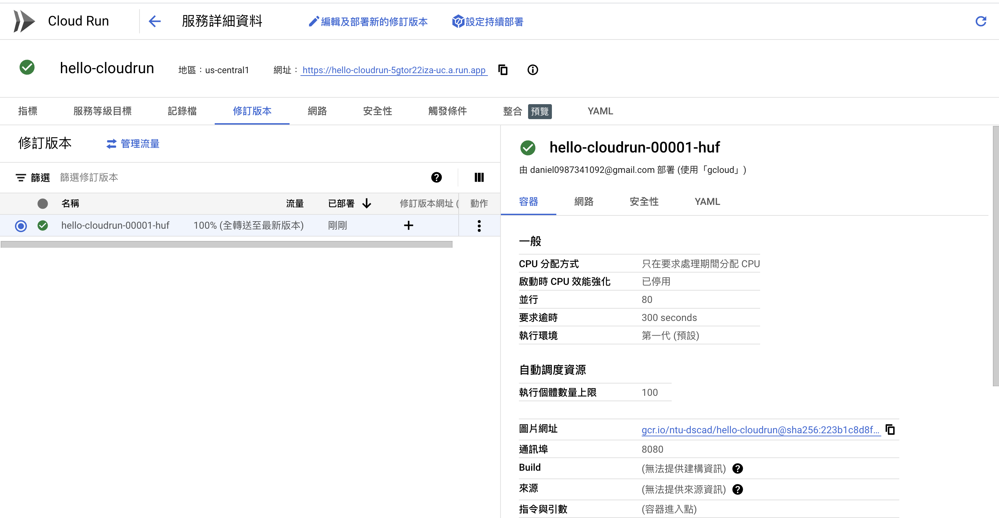 Cloud Run
服務詳細資料
編輯及部署新的修訂版本
設定持續部署
hello-cloudrun
地區：us-central1
網址：https://hello-cloudrun-5gtor22iza-uc.a.run.app
指標
服務等級目標
記錄檔
修訂版本
網路
安全性
觸發條件
整合 預覽
YAML
修訂版本
管理流量
篩選 篩選修訂版本
名稱 流量 已部署 修訂版本網址 ( 動作
hello-cloudrun-00001-huf 100% (全轉送至最新版本) 剛剛
hello-cloudrun-00001-huf
由 daniel0987341092@gmail.com 部署 (使用「gcloud」)
容器 網路 安全性 YAML
一般
CPU 分配方式 只在要求處理期間分配 CPU
啟動時 CPU 效能強化 已停用
並行 80
要求逾時 300 seconds
執行環境 第一代 (預設)
自動調度資源
執行個體數量上限 100
圖片網址 gcr.io/ntu-dscad/hello-cloudrun@sha256:223b1c8d8f...
通訊埠 8080
Build (無法提供建構資訊)
來源 (無法提供來源資訊)
指令與引數 (容器進入點)